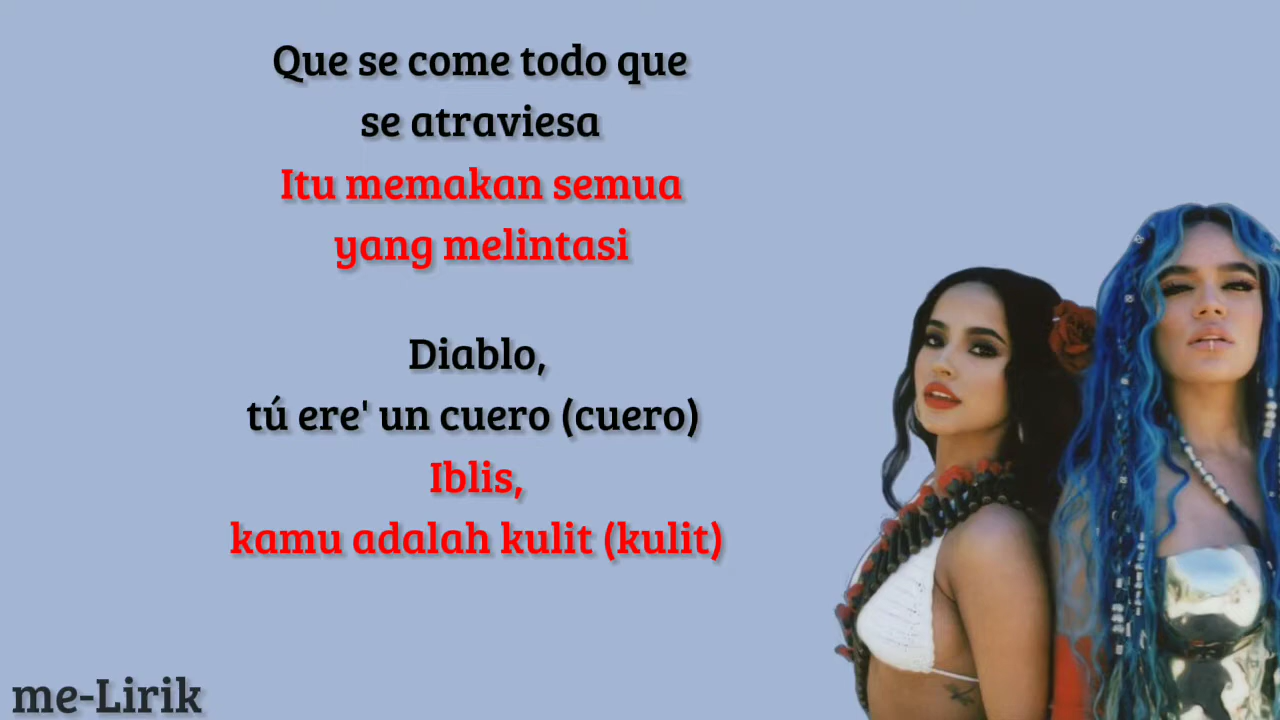 Que se come todo que
se atraviesa
Itu memakan semua
yang melintasi
Diablo,
tú ere' un cuero (cuero)
Iblis,
kamu adalah kulit (kulit)
me-Lirik